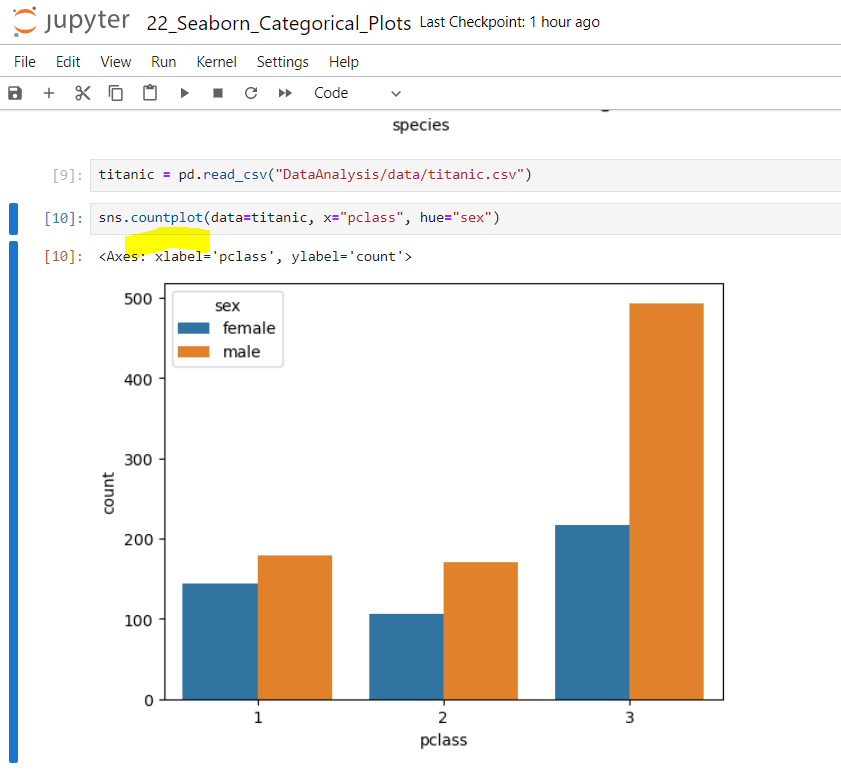 jupyter 22_Seaborn_Categorical_Plots Last Checkpoint: 1 hour ago
File Edit View Run Kernel Settings Help
Code
species
[9]: titanic = pd.read_csv("DataAnalysis/data/titanic.csv")
[10]: sns.countplot(data=titanic, x="pclass", hue="sex")
[10]: <Axes: xlabel='pclass', ylabel='count'>
500
400
300
200
100
0
count
sex
female
male
1 2 3
pclass